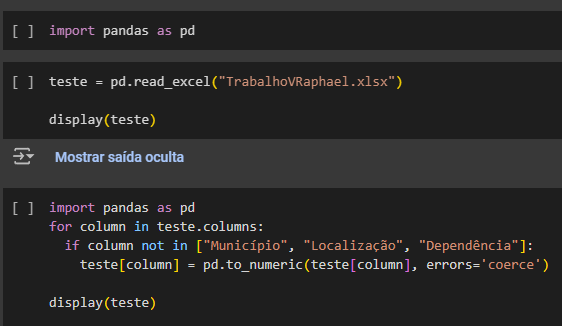 [ ] import pandas as pd
[ ] teste = pd.read_excel("TrabalhoVRaphael.xlsx")
display(teste)
Mostrar saída oculta
[ ] import pandas as pd
for column in teste.columns:
if column not in ["Município", "Localização", "Dependência"]:
teste[column] = pd.to_numeric(teste[column], errors='coerce')
display(teste)